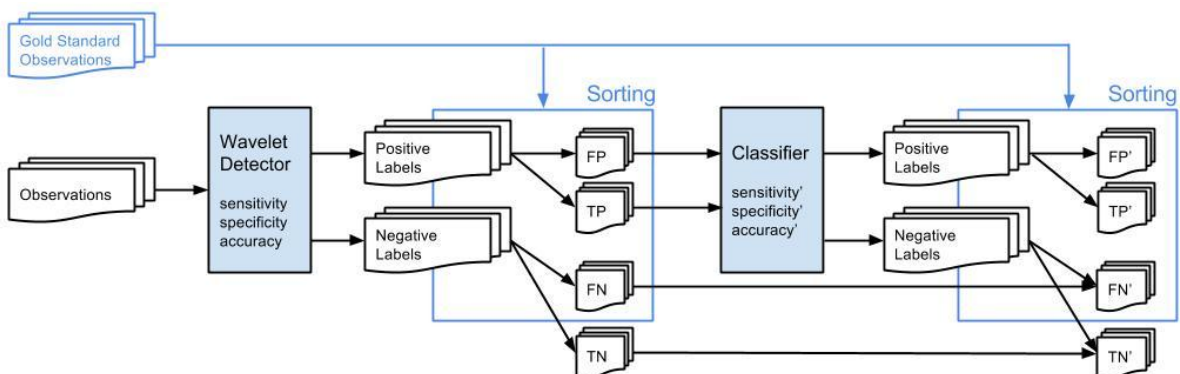 Gold Standard
Observations
Sorting
Sorting
Observations
Wavelet
Detector
sensitivity
specificity
accuracy
Positive
Labels
Negative
Labels
FP
TP
FN
TN
Classifier
sensitivity’
specificity’
accuracy’
Positive
Labels
Negative
Labels
FP’
TP’
FN’
TN’